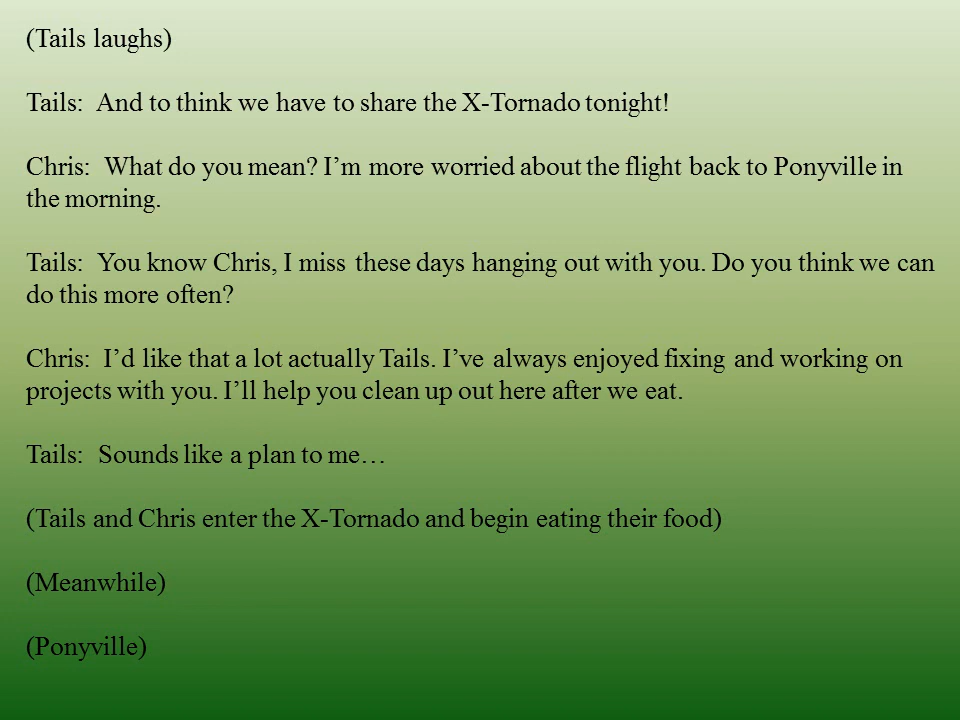 (Tails laughs)
Tails:  And to think we have to share the X-Tornado tonight!
Chris:  What do you mean? I’m more worried about the flight back to Ponyville in
the morning.
Tails:  You know Chris, I miss these days hanging out with you. Do you think we can
do this more often?
Chris:  I’d like that a lot actually Tails. I’ve always enjoyed fixing and working on
projects with you. I’ll help you clean up out here after we eat.
Tails:  Sounds like a plan to me…
(Tails and Chris enter the X-Tornado and begin eating their food)
(Meanwhile)
(Ponyville)